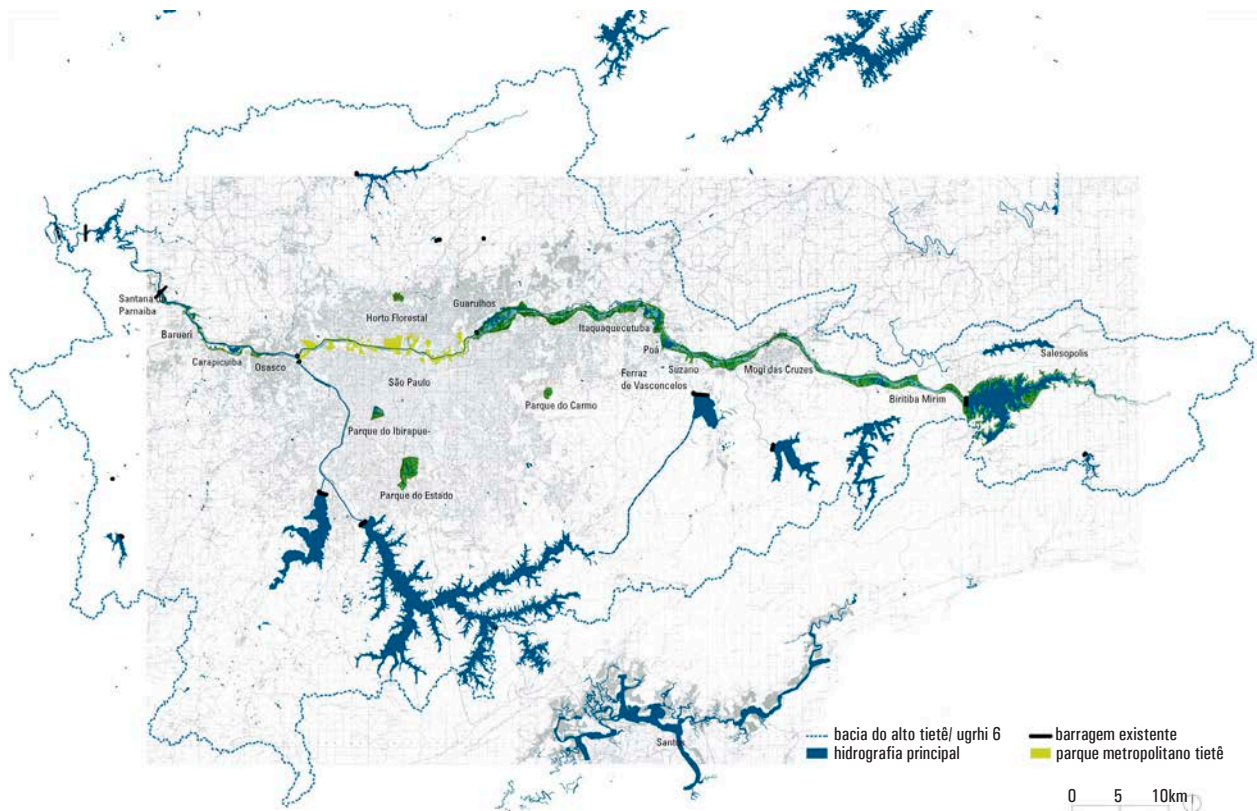 Santana de
Parnaiba
Barueri
Carapicuiba
Osasco
Horto Florestal
São Paulo
Guarulhos
Itaquaquecetuba
Poá
Suzano
Ferraz
de Vasconcelos
Mogi das Cruzes
Biritiba Mirim
Salesopolis
Parque do Carmo
Parque do Ibirapue-
Parque do Estado
Santos
bacia do alto tietê/ ugrhi 6
hidrografia principal
barragem existente
parque metropolitano tietê
0 5 10km